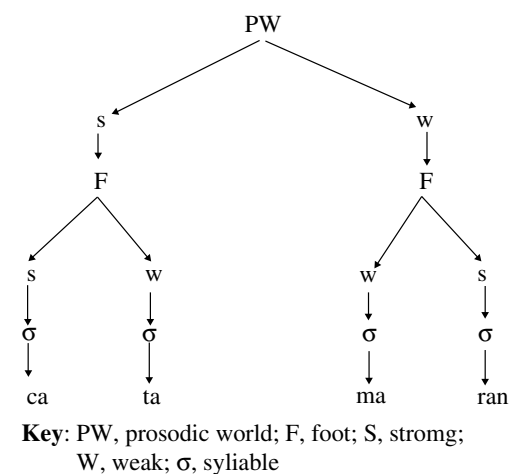 PW
s w
F F
s w w s
σ σ σ σ
ca ta ma ran
Key: PW, prosodic world; F, foot; S, stromg;
W, weak; σ, syliable